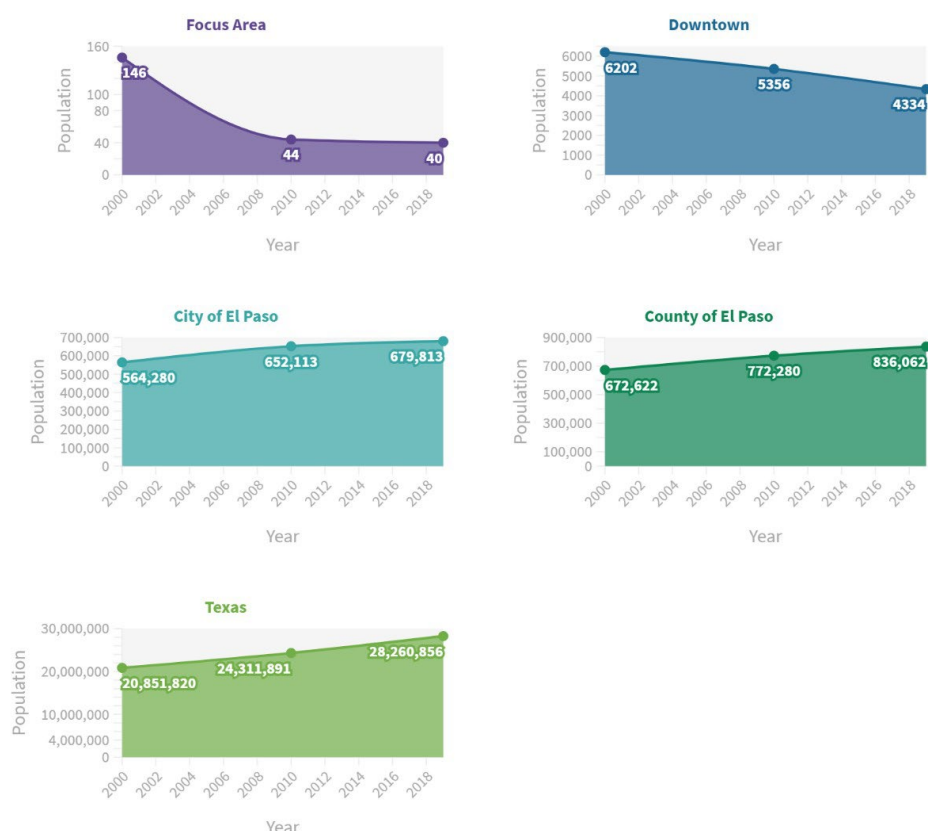 Focus Area
160
100
80
40
0
Population
146
44
40
2000 2002 2004 2006 2008 2010 2012 2014 2016 2018
Year
Downtown
6000
5000
4000
3000
2000
1000
0
Population
6202
5356
4334
2000 2002 2004 2006 2008 2010 2012 2014 2016 2018
Year
City of El Paso
700,000
600,000
500,000
400,000
300,000
200,000
100,000
0
Population
564,280
652,113
679,813
2000 2002 2004 2006 2008 2010 2012 2014 2016 2018
Year
County of El Paso
900,000
700,000
500,000
300,000
100,000
0
Population
672,622
772,280
836,062
2000 2002 2004 2006 2008 2010 2012 2014 2016 2018
Year
Texas
30,000,000
20,000,000
10,000,000
4,000,000
0
Population
20,851,820
24,311,891
28,260,856
2000 2002 2004 2006 2008 2010 2012 2014 2016 2018
Year